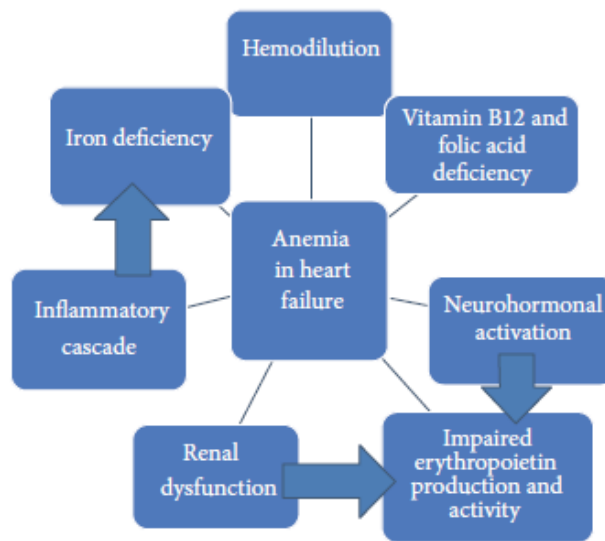 Hemodilution
Iron deficiency
Vitamin B12 and
folic acid
deficiency
Anemia
in heart
failure
Inflammatory
cascade
Neurohormonal
activation
Renal
dysfunction
Impaired
erythropoietin
production and
activity